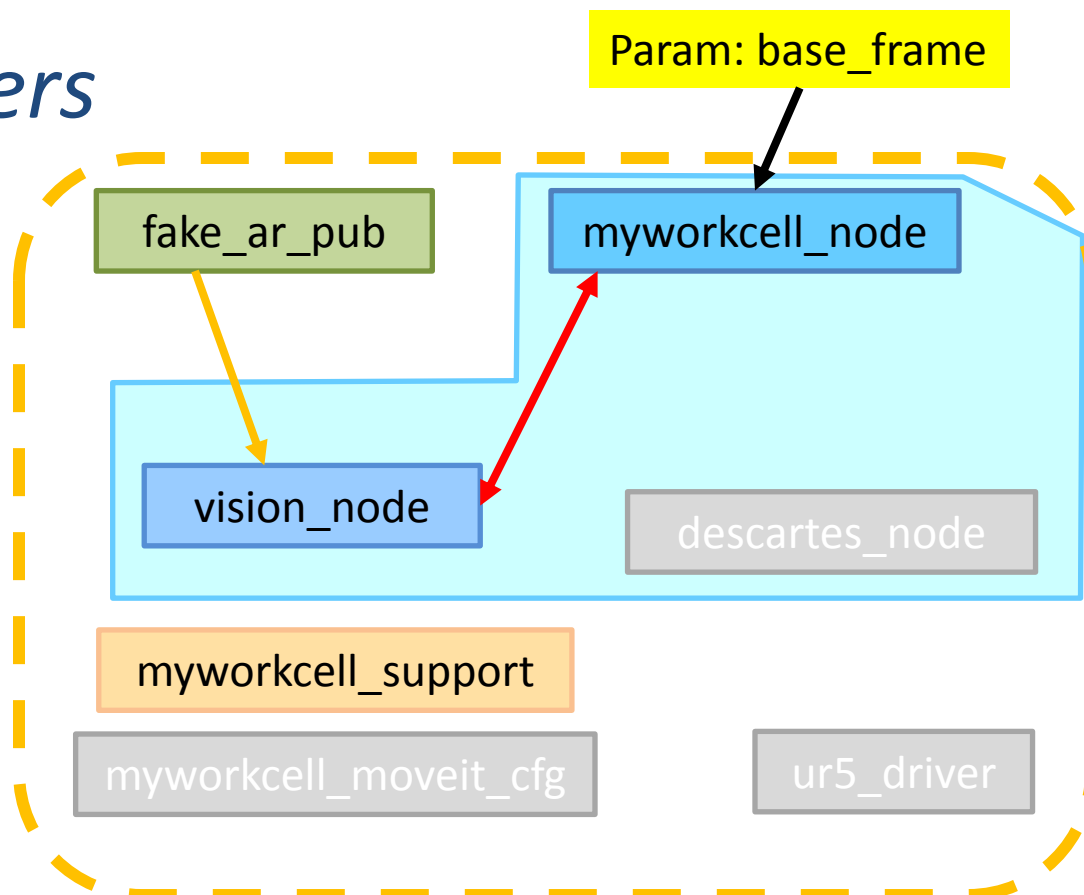 Param: base_frame
ers
fake_ar_pub
myworkcell_node
vision_node
descartes_node
myworkcell_support
myworkcell_moveit_cfg
ur5_driver